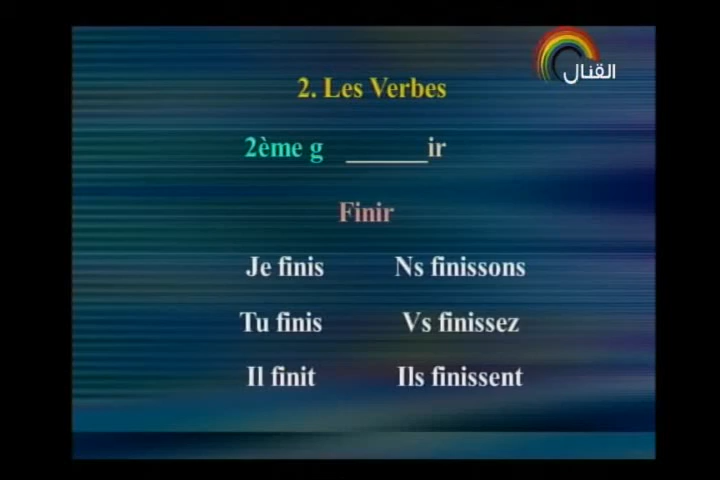 القنال
2. Les Verbes
2ème g ______ir
Finir
Je finis Ns finissons
Tu finis Vs finissez
Il finit Ils finissent